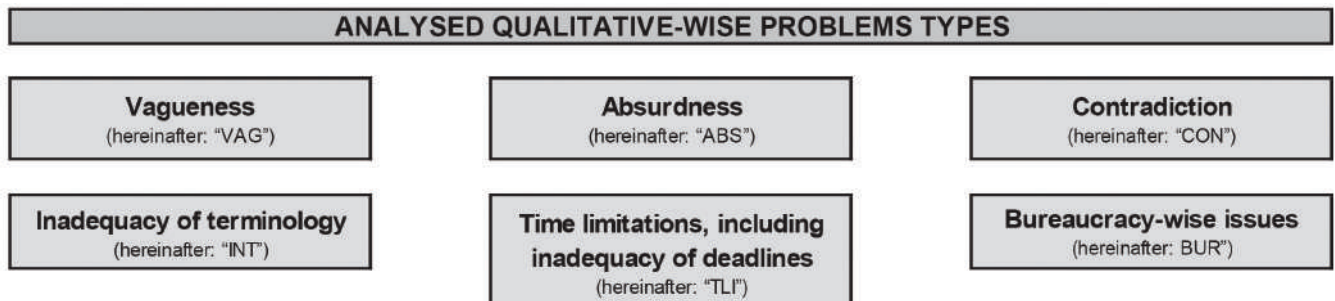 ANALYSED QUALITATIVE-WISE PROBLEMS TYPES
Vagueness
(hereinafter: “VAG”)
Absurdness
(hereinafter: “ABS”)
Contradiction
(hereinafter: “CON”)
Inadequacy of terminology
(hereinafter: “INT”)
Time limitations, including
inadequacy of deadlines
(hereinafter: “TLI”)
Bureaucracy-wise issues
(hereinafter: BUR”)